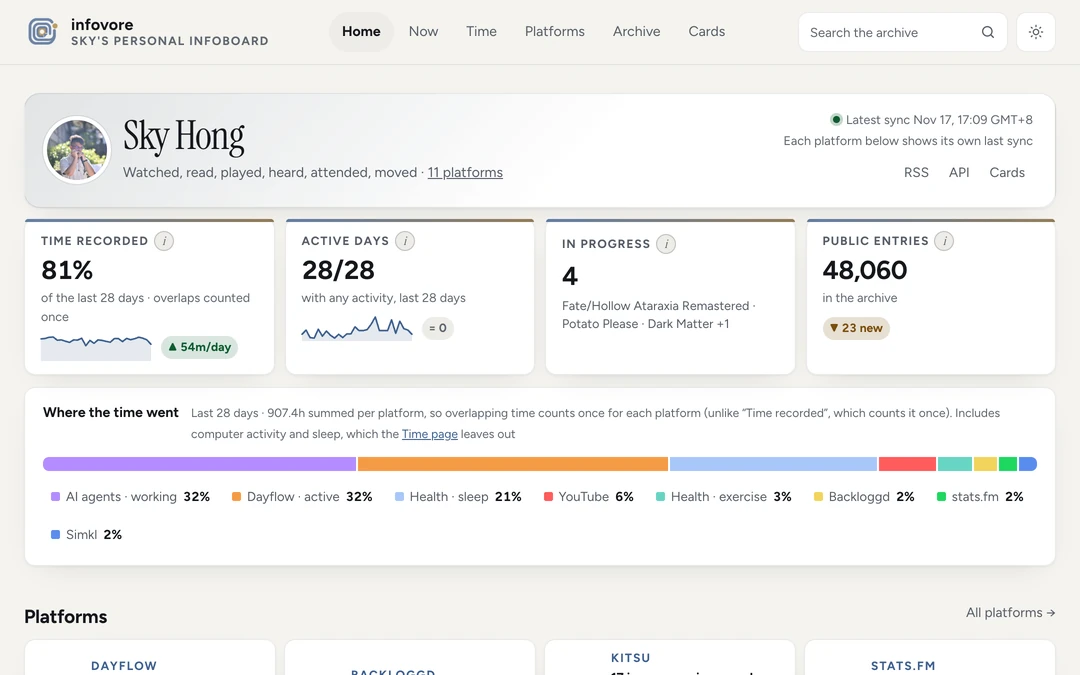 infovore
SKY'S PERSONAL INFOBOARD
Home
Now
Time
Platforms
Archive
Cards
Search the archive
Sky Hong
Watched, read, played, heard, attended, moved · 11 platforms
Latest sync Nov 17, 17:09 GMT+8
Each platform below shows its own last sync
RSS
API
Cards
TIME RECORDED i
81%
of the last 28 days · overlaps counted
once
▲ 54m/day
ACTIVE DAYS i
28/28
with any activity, last 28 days
= 0
IN PROGRESS i
4
Fate/Hollow Ataraxia Remastered ·
Potato Please · Dark Matter +1
PUBLIC ENTRIES i
48,060
in the archive
▼ 23 new
Where the time went
Last 28 days · 907.4h summed per platform, so overlapping time counts once for each platform (unlike “Time recorded”, which counts it once). Includes
computer activity and sleep, which the Time page leaves out
AI agents · working 32%
Dayflow · active 32%
Health · sleep 21%
YouTube 6%
Health · exercise 3%
Backloggd 2%
stats.fm 2%
Simkl 2%
Platforms
All platforms →
DAYFLOW
BACKLOGGD
KITSU
STATS.FM